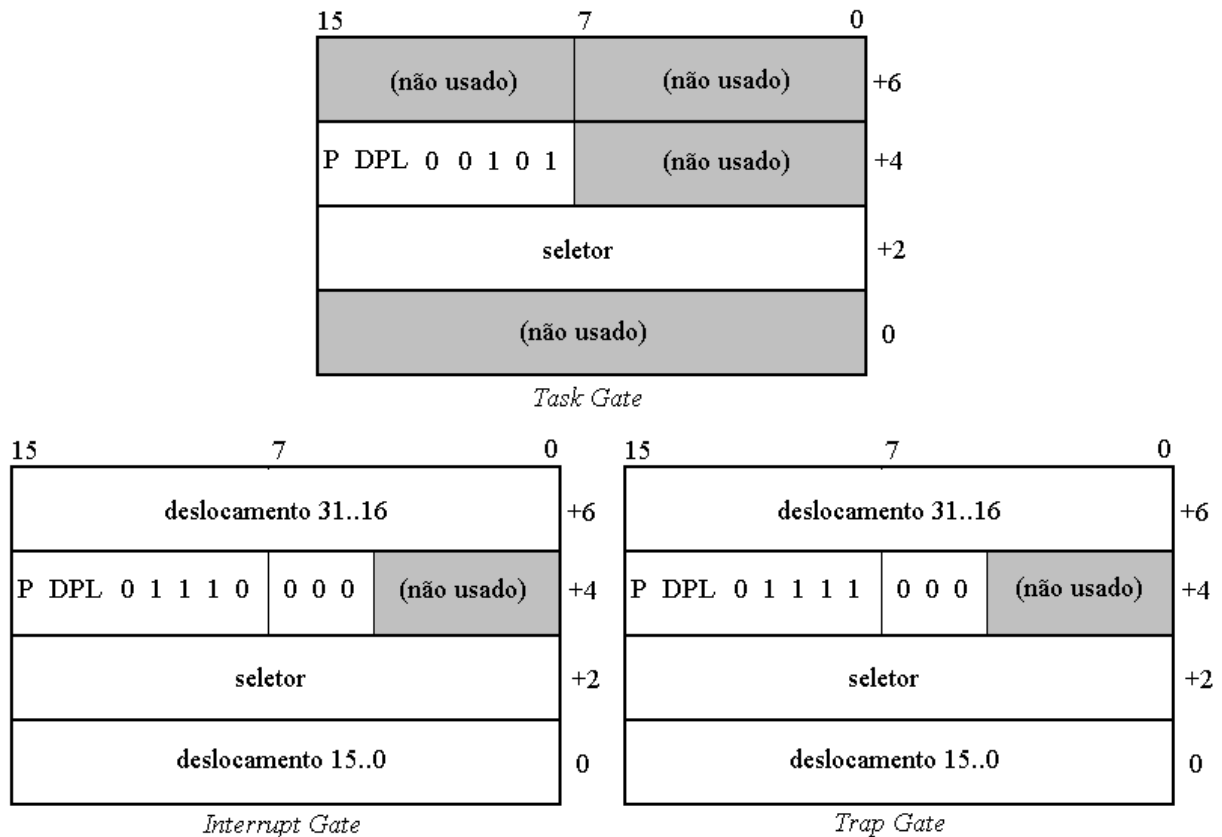 15 7 0
(não usado) (não usado) +6
P DPL 0 0 1 0 1 (não usado) +4
seletor +2
(não usado) 0
Task Gate
15 7 0
deslocamento 31..16 +6
P DPL 0 1 1 1 0 0 0 0 (não usado) +4
seletor +2
deslocamento 15..0 0
Interrupt Gate
15 7 0
deslocamento 31..16 +6
P DPL 0 1 1 1 1 0 0 0 (não usado) +4
seletor +2
deslocamento 15..0 0
Trap Gate